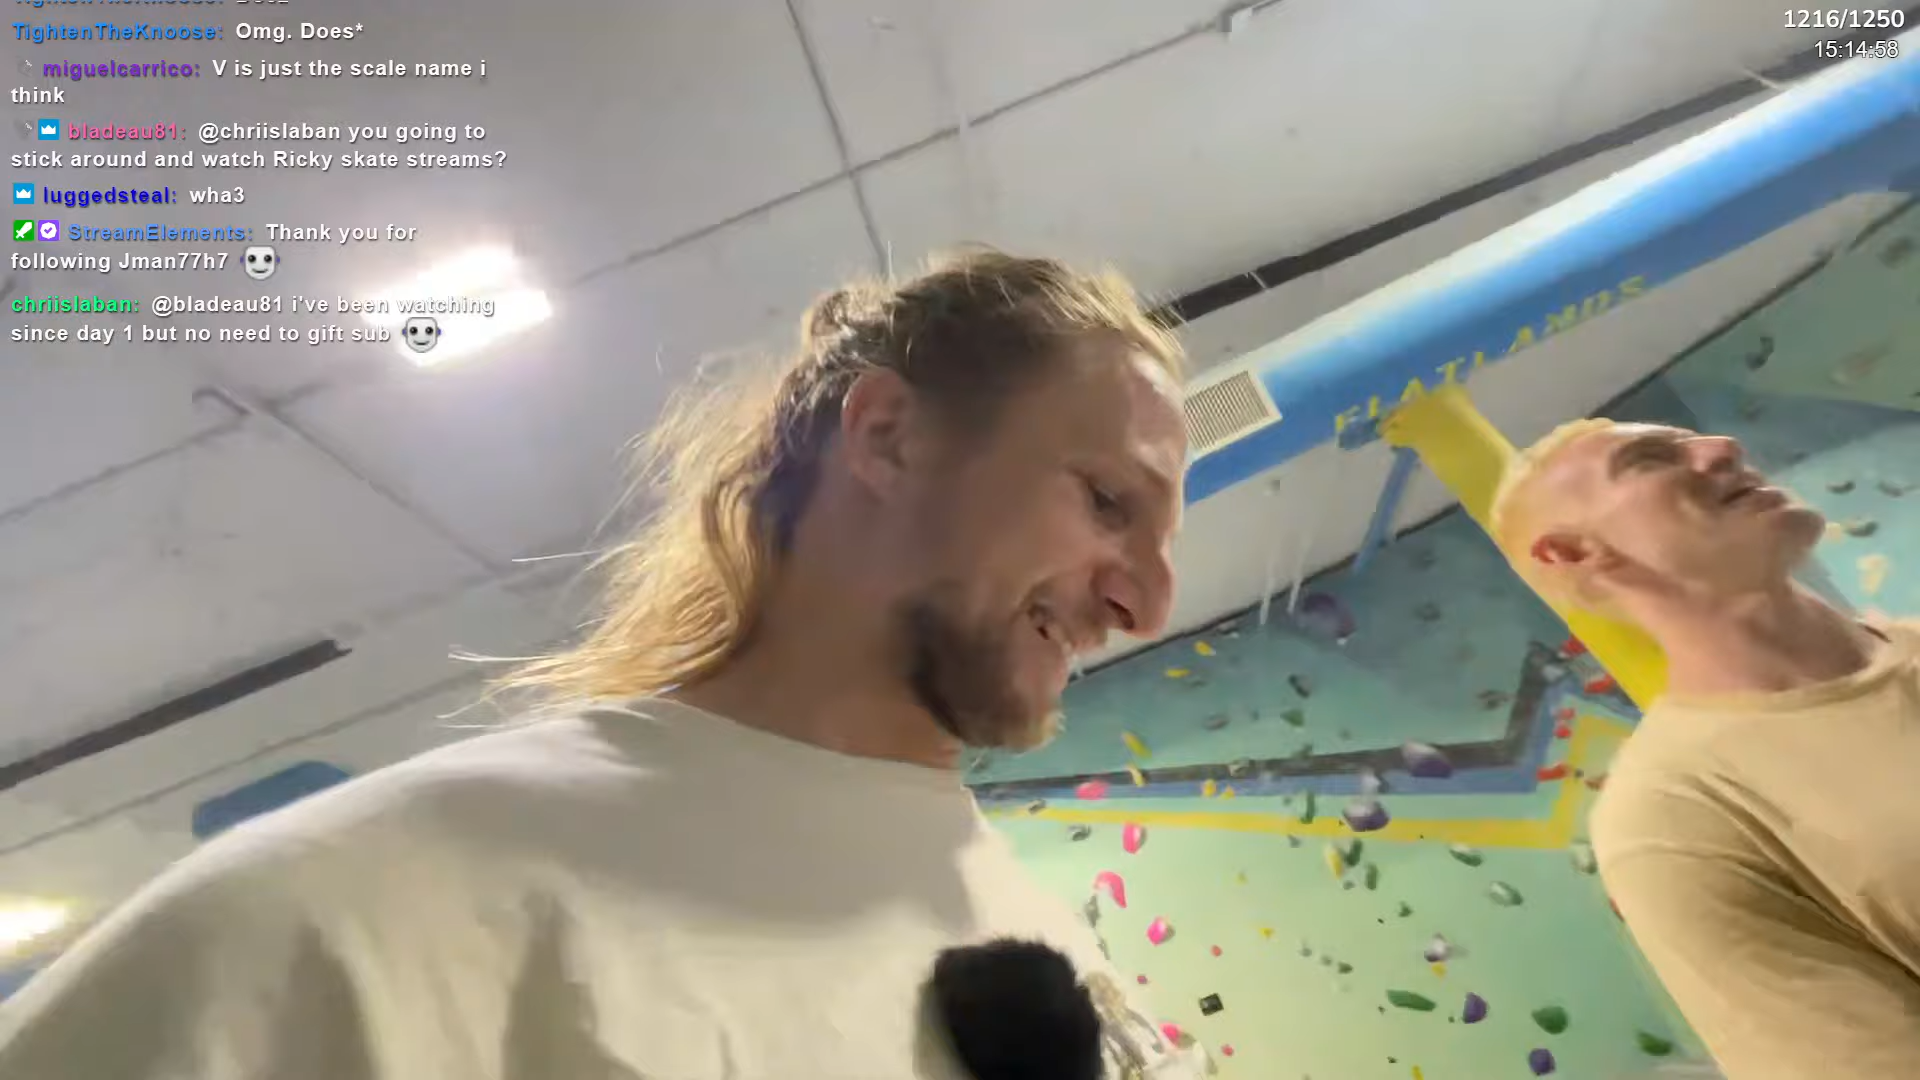 TightenTheKnoose: Omg. Does*
miguelcarrico: V is just the scale name i
think
bladeau81: @chriislaban you going to
stick around and watch Ricky skate streams?
luggedsteal: wha3
StreamElements: Thank you for
following Jman77h7
chriislaban: @bladeau81 i've been watching
since day 1 but no need to gift sub
1216/1250
15:14:58
FLATLANDS